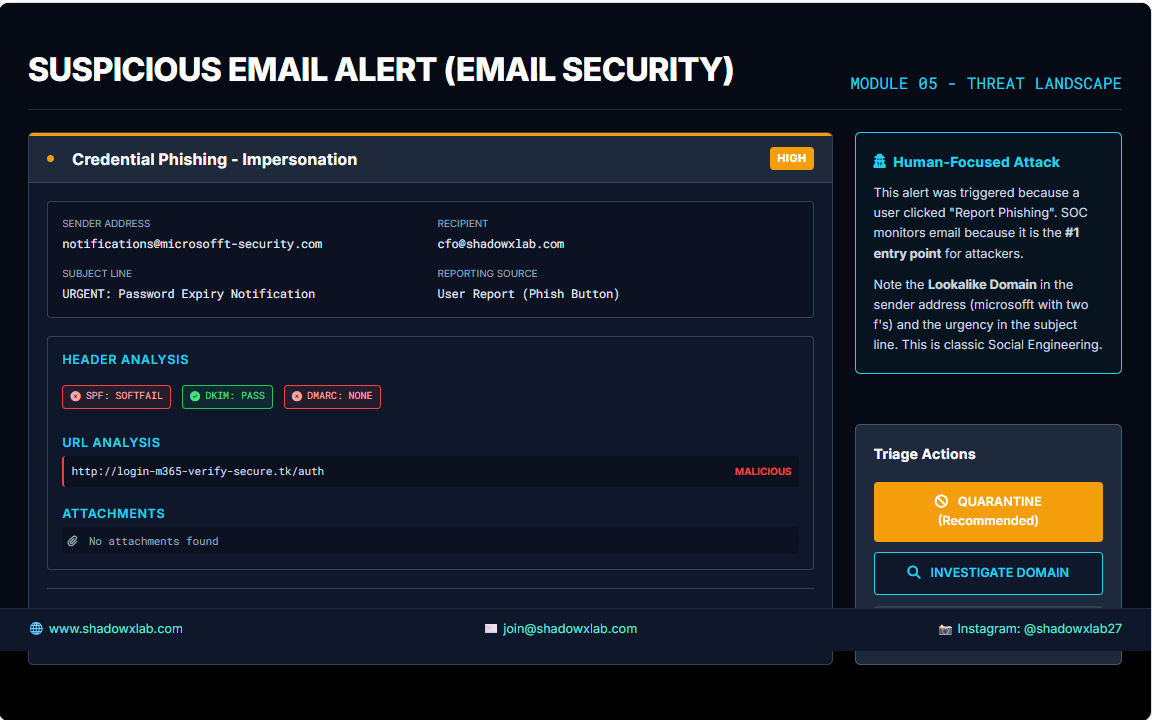 SUSPICIOUS EMAIL ALERT (EMAIL SECURITY)
MODULE 05 - THREAT LANDSCAPE
Credential Phishing - Impersonation
HIGH
SENDER ADDRESS
notifications@microsofft-security.com
RECIPIENT
cfo@shadowxlab.com
SUBJECT LINE
URGENT: Password Expiry Notification
REPORTING SOURCE
User Report (Phish Button)
HEADER ANALYSIS
SPF: SOFTFAIL
DKIM: PASS
DMARC: NONE
URL ANALYSIS
http://login-m365-verify-secure.tk/auth
MALICIOUS
ATTACHMENTS
No attachments found
Human-Focused Attack
This alert was triggered because a
user clicked "Report Phishing". SOC
monitors email because it is the #1
entry point for attackers.
Note the Lookalike Domain in the
sender address (microsofft with two
f's) and the urgency in the subject
line. This is classic Social Engineering.
Triage Actions
QUARANTINE
(Recommended)
INVESTIGATE DOMAIN
www.shadowxlab.com
join@shadowxlab.com
Instagram: @shadowxlab27